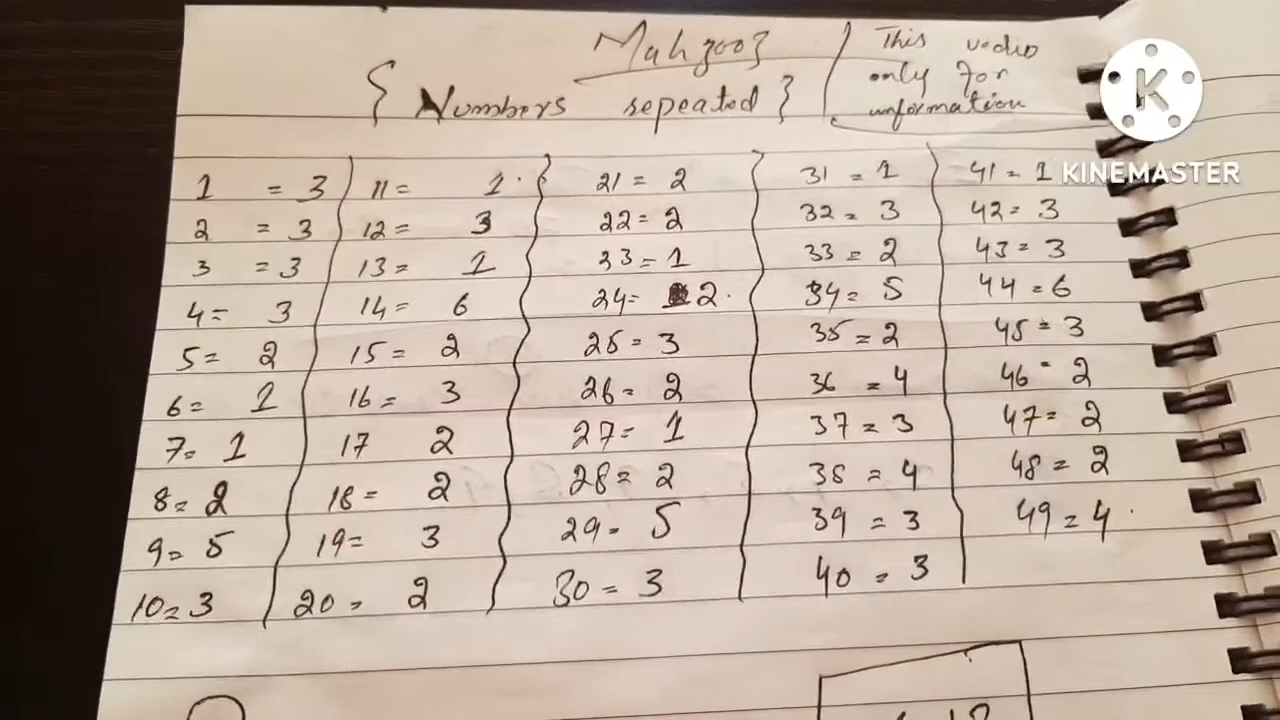 Mahzooz
{ Numbers repeated }
This vedio
only for
information
KINEMASTER
1 = 3
2 = 3
3 = 3
4 = 3
5 = 2
6 = 1
7 = 1
8 = 2
9 = 5
10 = 3
11 = 1
12 = 3
13 = 1
14 = 6
15 = 2
16 = 3
17 2
18 = 2
19 = 3
20 = 2
21 = 2
22 = 2
23 = 1
24 = 2
25 = 3
26 = 2
27 = 1
28 = 2
29 = 5
30 = 3
31 = 1
32 = 3
33 = 2
34 = 5
35 = 2
36 = 4
37 = 3
38 = 4
39 = 3
40 = 3
41 = 1
42 = 3
43 = 3
44 = 6
45 = 3
46 = 2
47 = 2
48 = 2
49 = 4